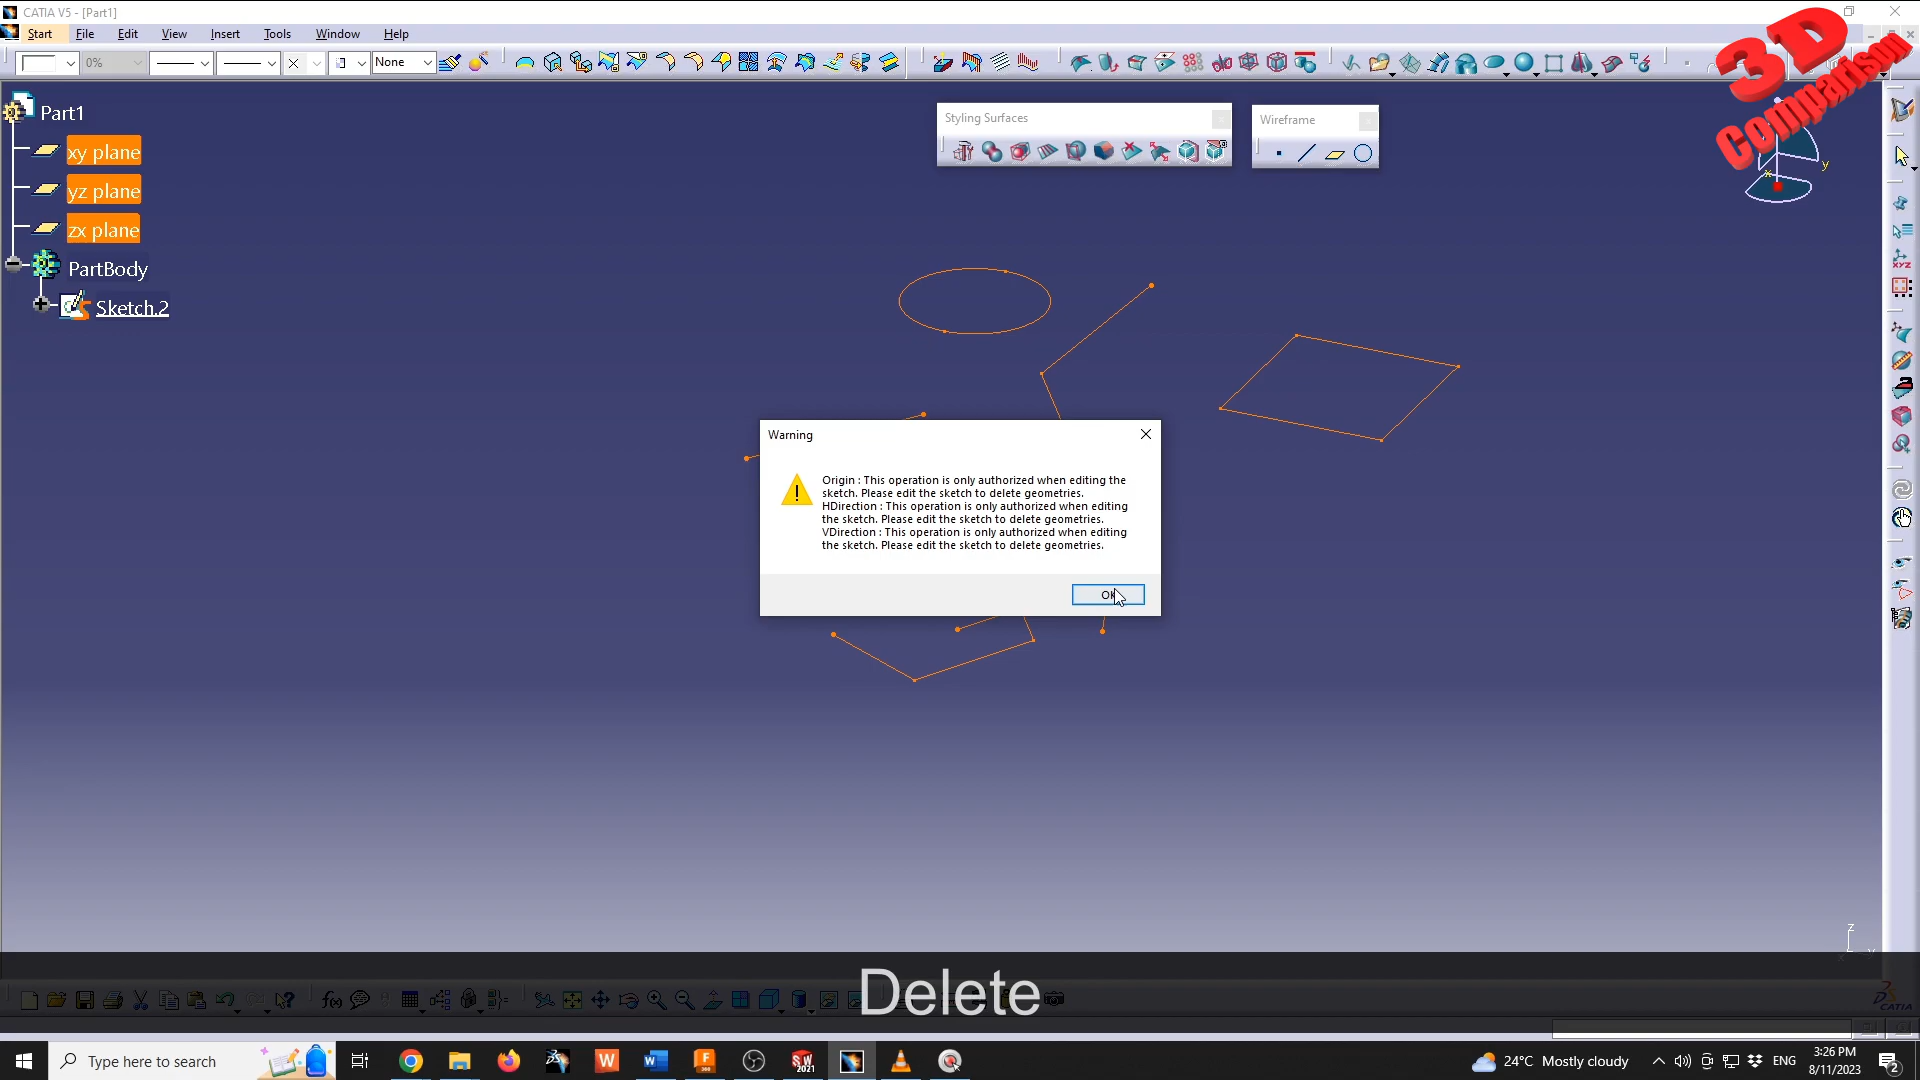 CATIA V5 - [Part1]
Start File Edit View Insert Tools Window Help
0%
None
3D
Comparison
Part1
xy plane
yz plane
zx plane
PartBody
Sketch.2
Styling Surfaces
Wireframe
x
y
Warning
Origin : This operation is only authorized when editing the
sketch. Please edit the sketch to delete geometries.
HDirection : This operation is only authorized when editing
the sketch. Please edit the sketch to delete geometries.
VDirection : This operation is only authorized when editing
the sketch. Please edit the sketch to delete geometries.
OK
z
Delete
CATIA
Type here to search
24°C Mostly cloudy
ENG
3:26 PM
8/11/2023
2